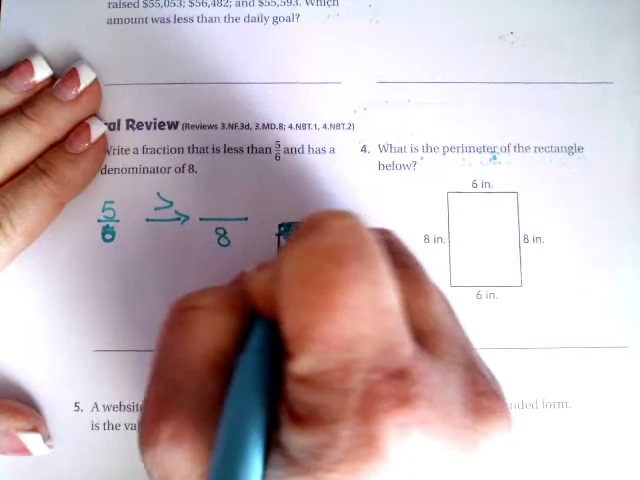 raised $55,053; $56,482; and $55,593. Which
amount was less than the daily goal?
al Review (Reviews 3.NF.3d, 3.MD.8; 4.NBT.1, 4.NBT.2)
Write a fraction that is less than 5/6 and has a
denominator of 8.
5/6 > __/8
4. What is the perimeter of the rectangle
below?
6 in.
8 in. 8 in.
6 in.
5. A websit
is the va
nded form.